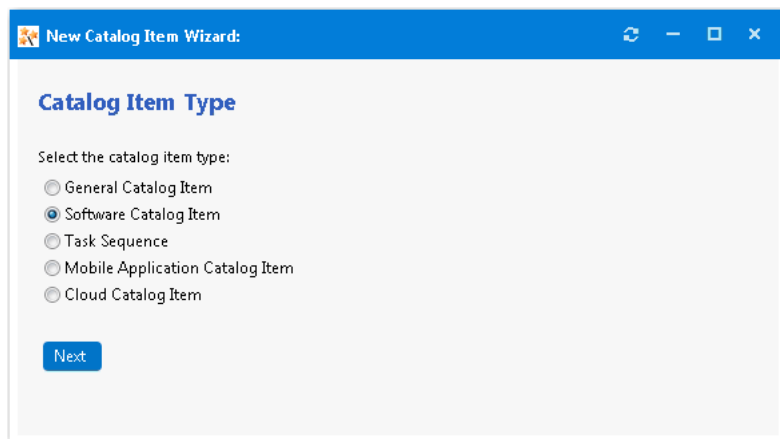 New Catalog Item Wizard:
Catalog Item Type
Select the catalog item type:
General Catalog Item
Software Catalog Item
Task Sequence
Mobile Application Catalog Item
Cloud Catalog Item
Next